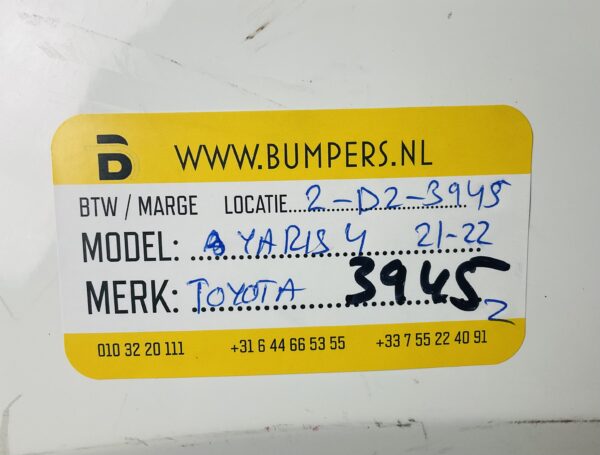 B WWW.BUMPERS.NL
BTW / MARGE LOCATIE 2-D2-3945
MODEL: YARIS 4 21-22
MERK: TOYOTA 3945
2
010 32 20 111 +31 6 44 66 53 55 +33 7 55 22 40 91